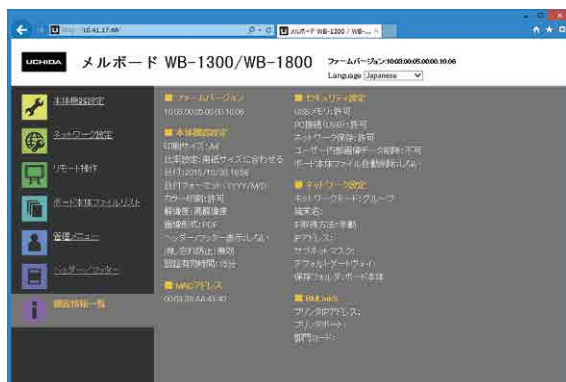 10.41.17.68
メルボード WB-1300 / WB-...
UCHIDA
メルボード WB-1300/WB-1800
ファームバージョン:10.03.00.05.00.00.10.06
Language Japanese
本体機器設定
ネットワーク設定
リモート操作
ボード本体ファイルリスト
管理メニュー
ヘッダー/フッター
機器情報一覧
■ ファームバージョン
10.03.00.05.00.00.10.06
■ 本体機器設定
印刷サイズ:A4
比率設定:用紙サイズに合わせる
日付:2015/10/20
日付フォーマット:YYYY/M/D
カラー印刷:許可
解像度:高解像度
画像形式:PDF
ヘッダー/フッター表示:しない
消し忘れ防止:無効
認証有効時間:15分
■ MACアドレス
■ セキュリティ設定
USBメモリ:許可
PC接続(USB):許可
ネットワーク保存:許可
ユーザー内部画像データ削除:不可
ボード本体ファイル自動削除:しない
■ ネットワーク設定
ネットワークモード:グループ
端末名:
IP取得方法:手動
IPアドレス:
サブネットマスク:
デフォルトゲートウェイ:
保存フォルダ:ボード本体
■ BMLinkS
プリンタIPアドレス:
プリンタポート:
部門コード: